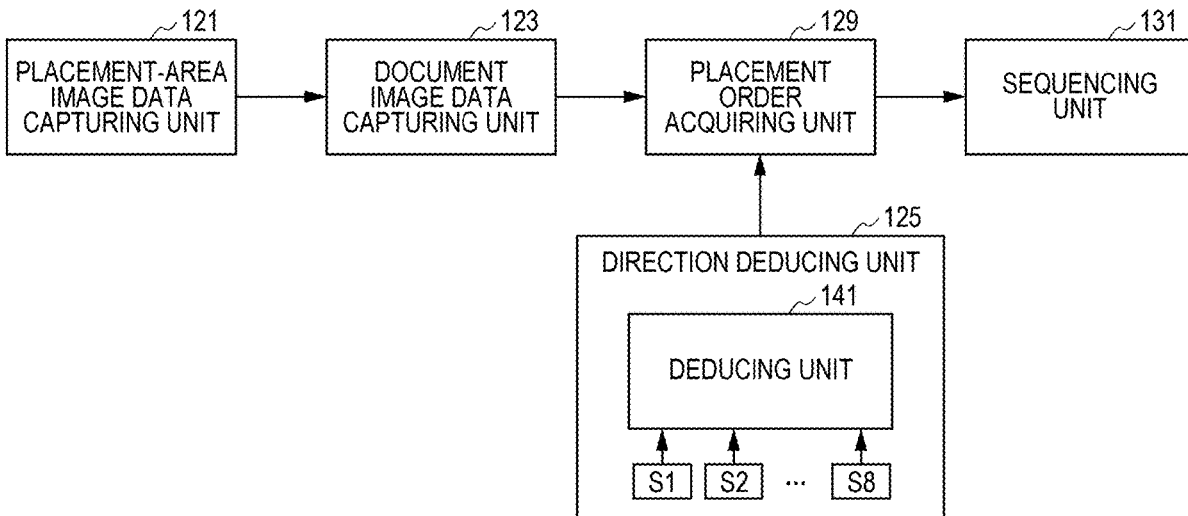 121
PLACEMENT-AREA
IMAGE DATA
CAPTURING UNIT
123
DOCUMENT
IMAGE DATA
CAPTURING UNIT
129
PLACEMENT
ORDER
ACQUIRING UNIT
131
SEQUENCING
UNIT
125
DIRECTION DEDUCING UNIT
141
DEDUCING UNIT
S1 S2 ... S8